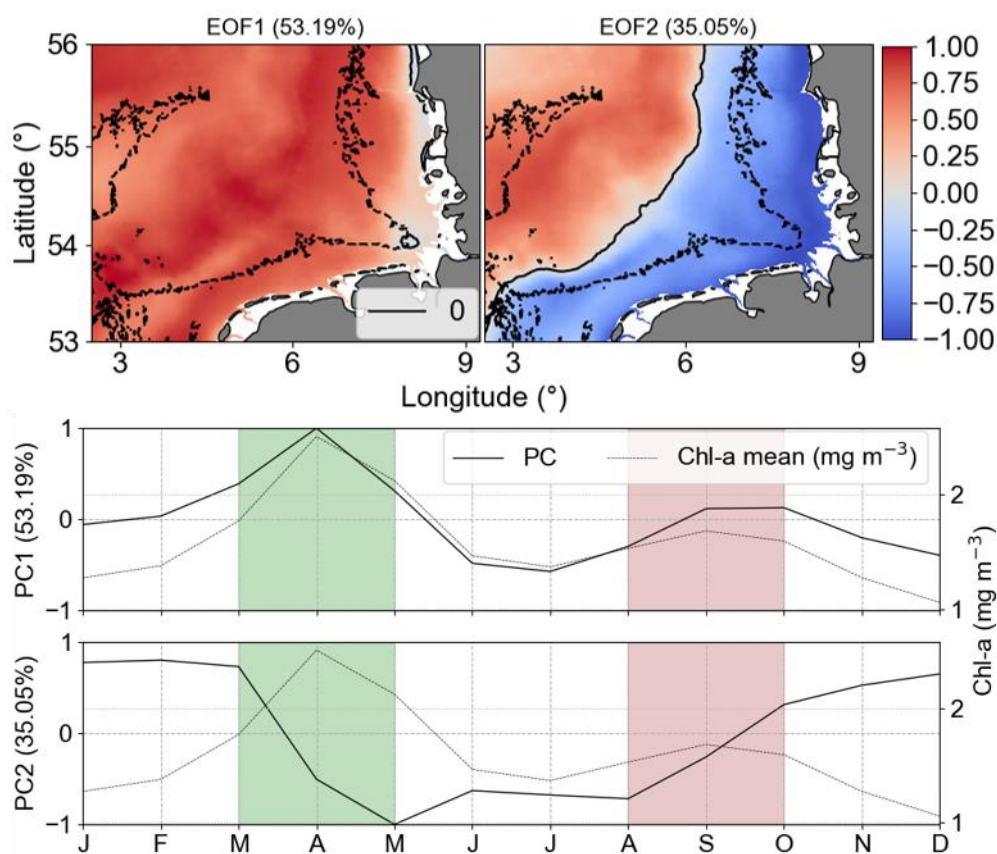 EOF1 (53.19%) EOF2 (35.05%)
56
55
54
53
Latitude (°)
0
3 6 9 3 6 9
Longitude (°)
1.00
0.75
0.50
0.25
0.00
−0.25
−0.50
−0.75
−1.00
PC1 (53.19%)
1
0
−1
PC Chl-a mean (mg m⁻³)
2
1
PC2 (35.05%)
1
0
−1
2
1
Chl-a (mg m⁻³)
J F M A M J J A S O N D